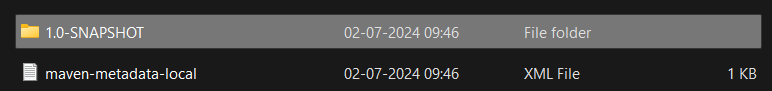 1.0-SNAPSHOT 02-07-2024 09:46 File folder
maven-metadata-local 02-07-2024 09:46 XML File 1 KB